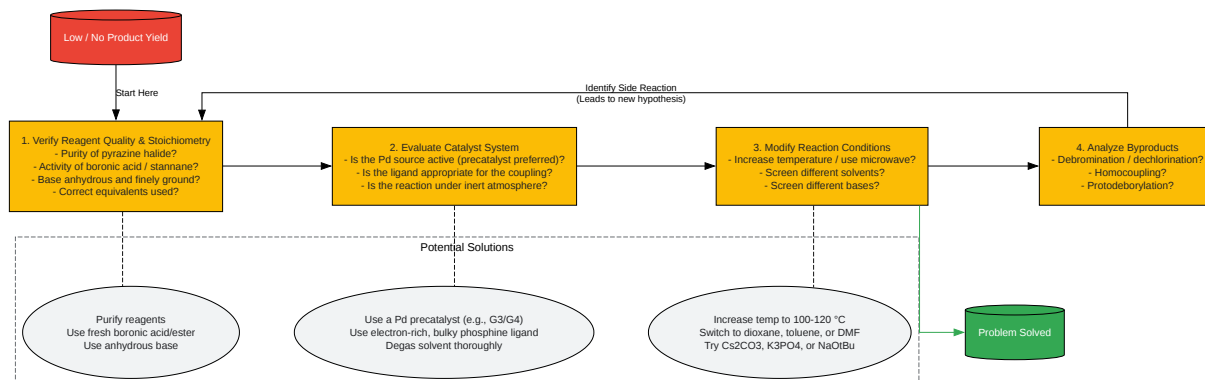 Low / No Product Yield
Start Here
Identify Side Reaction
(Leads to new hypothesis)
1. Verify Reagent Quality & Stoichiometry
- Purity of pyrazine halide?
- Activity of boronic acid / stannane?
- Base anhydrous and finely ground?
- Correct equivalents used?
2. Evaluate Catalyst System
- Is the Pd source active (precatalyst preferred)?
- Is the ligand appropriate for the coupling?
- Is the reaction under inert atmosphere?
3. Modify Reaction Conditions
- Increase temperature / use microwave?
- Screen different solvents?
- Screen different bases?
4. Analyze Byproducts
- Debromination / dechlorination?
- Homocoupling?
- Protodeborylation?
Potential Solutions
Purify reagents
Use fresh boronic acid/ester
Use anhydrous base
Use a Pd precatalyst (e.g., G3/G4)
Use electron-rich, bulky phosphine ligand
Degas solvent thoroughly
Increase temp to 100-120 °C
Switch to dioxane, toluene, or DMF
Try Cs2CO3, K3PO4, or NaOtBu
Problem Solved